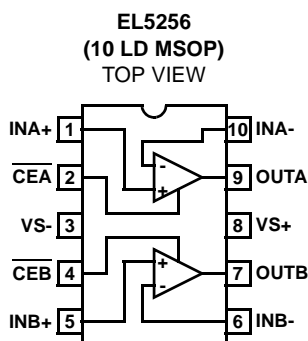 EL5256
(10 LD MSOP)
TOP VIEW
INA+ 1 10 INA-
CEA 2 9 OUTA
VS- 3 8 VS+
CEB 4 7 OUTB
INB+ 5 6 INB-
- +
+ -